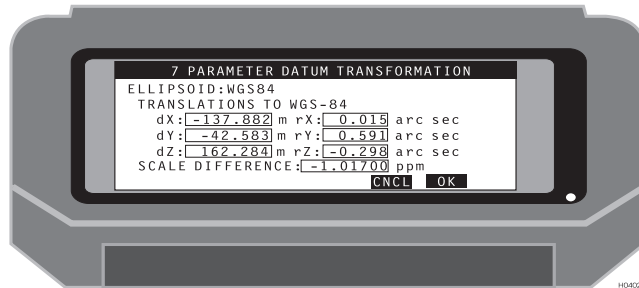 7 PARAMETER DATUM TRANSFORMATION
ELLIPSOID:WGS84
TRANSLATIONS TO WGS-84
dX: -137.882 m rX: 0.015 arc sec
dY: -42.583 m rY: 0.591 arc sec
dZ: 162.284 m rZ: -0.298 arc sec
SCALE DIFFERENCE: -1.01700 ppm
CNCL OK